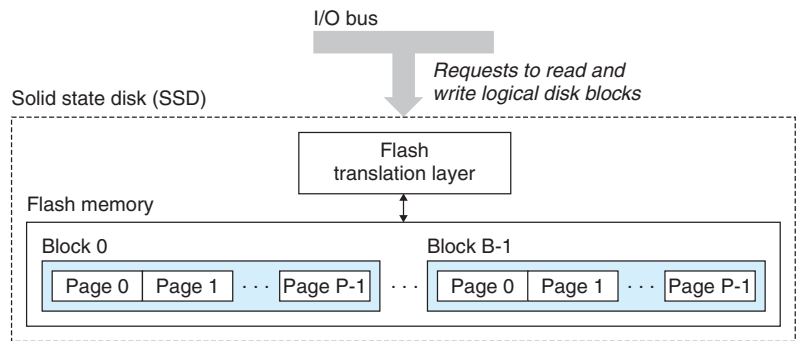 I/O bus
Requests to read and
write logical disk blocks
Solid state disk (SSD)
Flash
translation layer
Flash memory
Block 0
Block B-1
Page 0 Page 1 · · · Page P-1 · · · Page 0 Page 1 · · · Page P-1